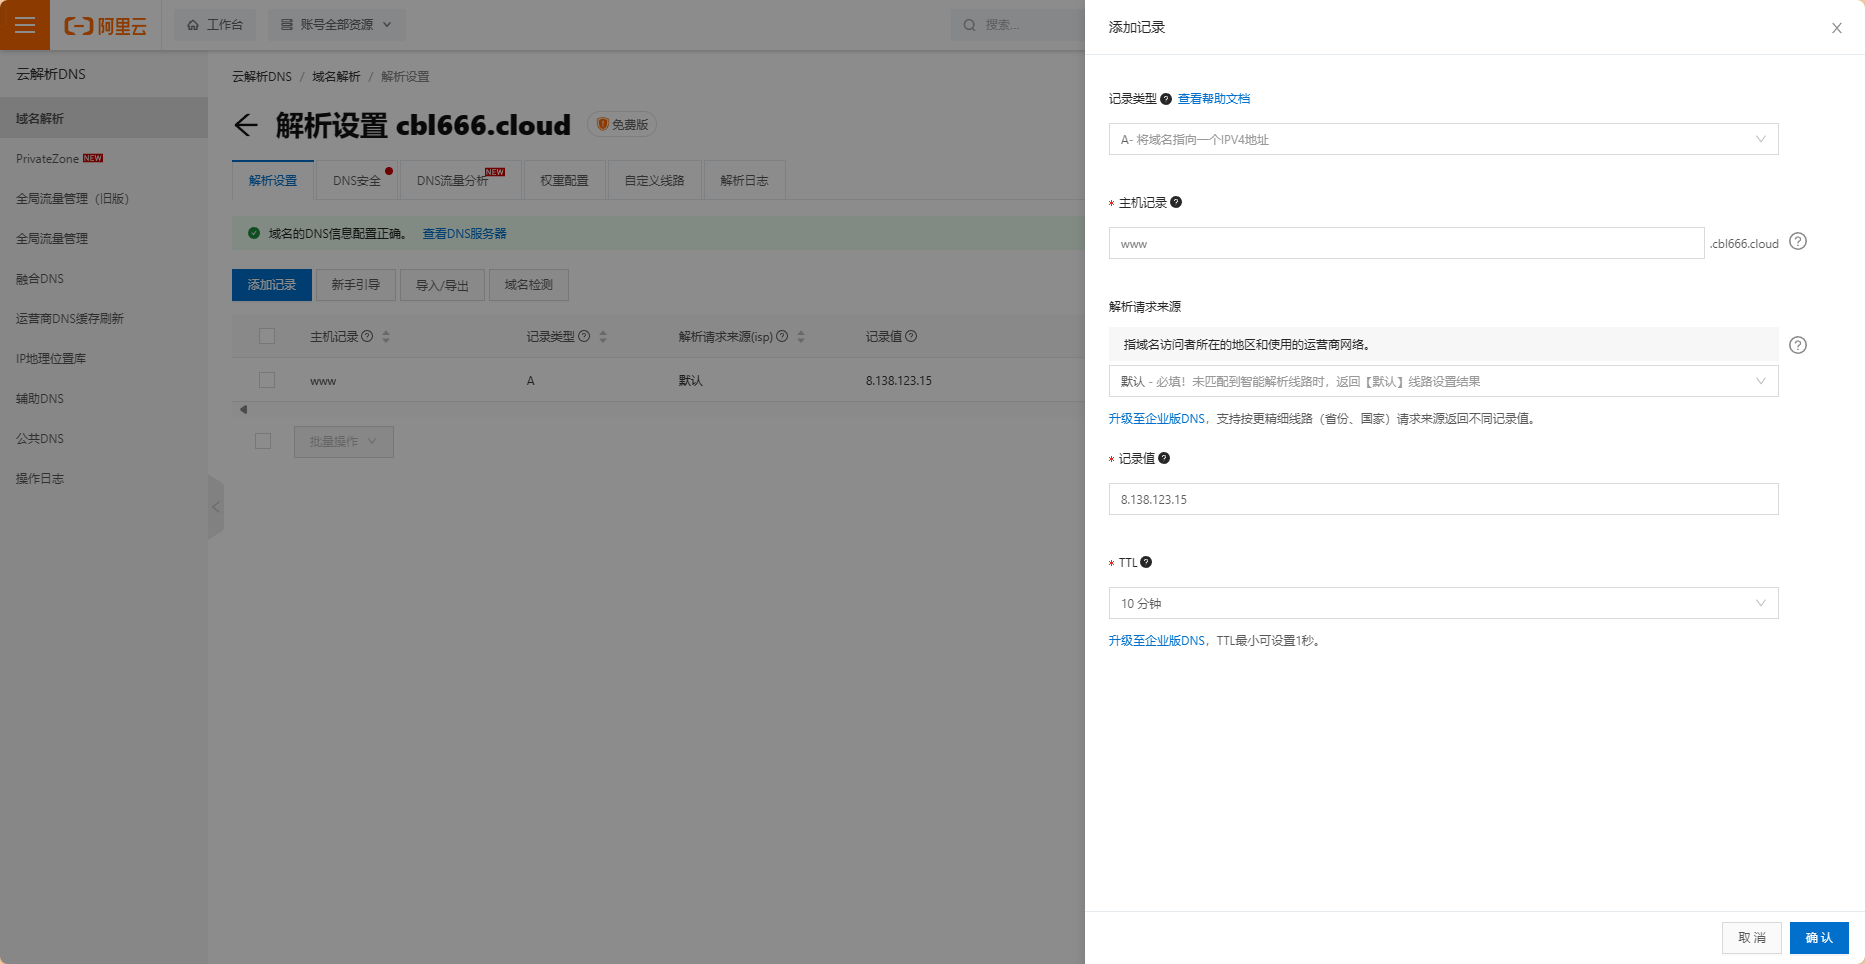 阿里云
工作台
账号全部资源
搜索...
云解析DNS
域名解析
PrivateZone NEW
全局流量管理（旧版）
全局流量管理
融合DNS
运营商DNS缓存刷新
IP地理位置库
辅助DNS
公共DNS
操作日志
云解析DNS / 域名解析 / 解析设置
解析设置 cbl666.cloud 免费版
解析设置 DNS安全 DNS流量分析 NEW 权重配置 自定义线路 解析日志
域名的DNS信息配置正确。 查看DNS服务器
添加记录 新手引导 导入/导出 域名检测
主机记录 记录类型 解析请求来源(isp) 记录值
www A 默认 8.138.123.15
批量操作
添加记录
记录类型 查看帮助文档
A- 将域名指向一个IPV4地址
* 主机记录
www .cbl666.cloud
解析请求来源
指域名访问者所在的地区和使用的运营商网络。
默认 - 必填！未匹配到智能解析线路时，返回【默认】线路设置结果
升级至企业版DNS，支持按更精细线路（省份、国家）请求来源返回不同记录值。
* 记录值
8.138.123.15
* TTL
10 分钟
升级至企业版DNS，TTL最小可设置1秒。
取消 确认